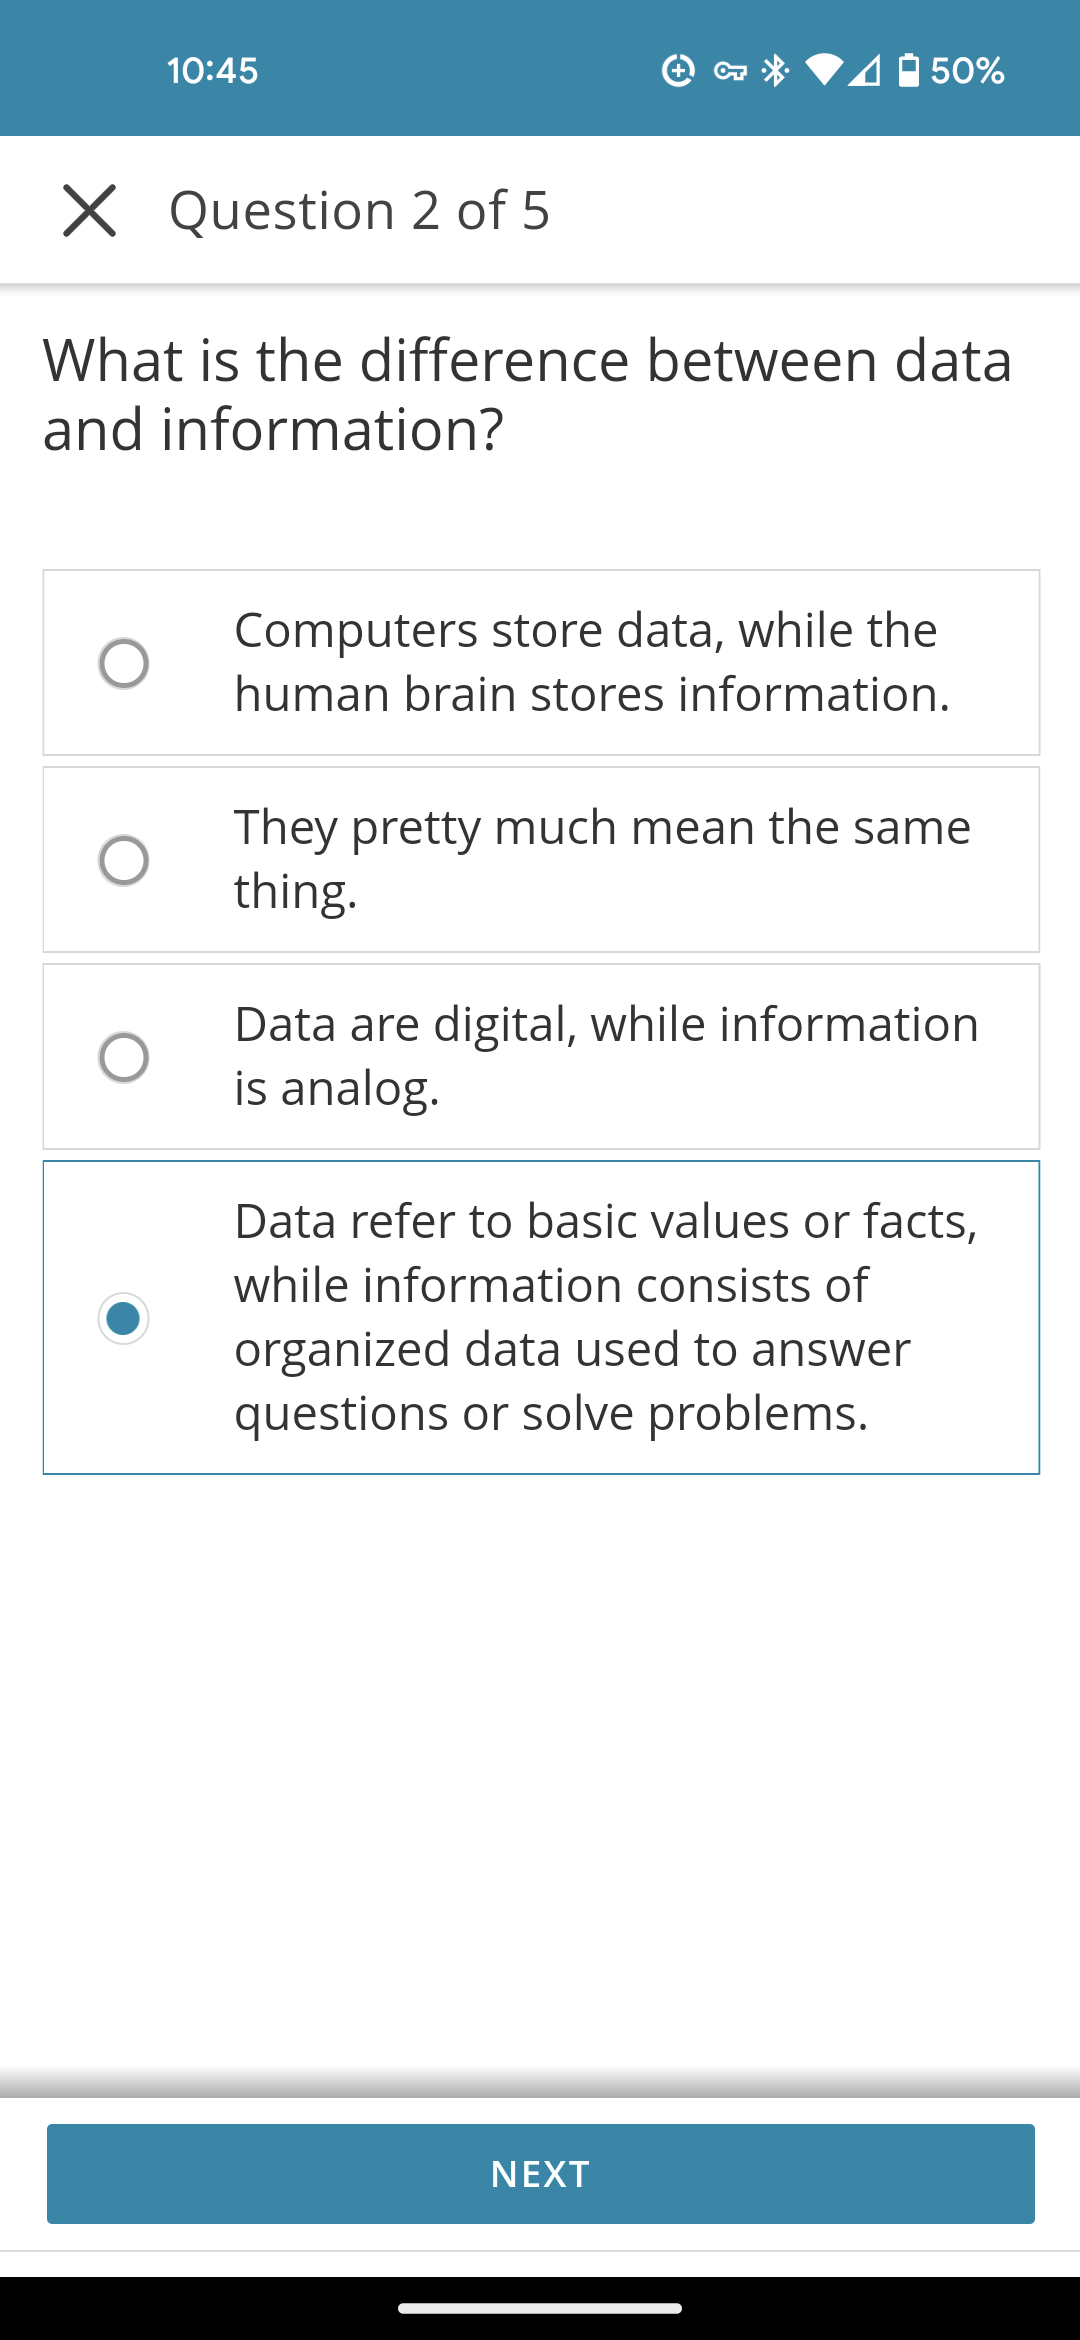 10:45
50%
Question 2 of 5
What is the difference between data
and information?
Computers store data, while the
human brain stores information.
They pretty much mean the same
thing.
Data are digital, while information
is analog.
Data refer to basic values or facts,
while information consists of
organized data used to answer
questions or solve problems.
NEXT